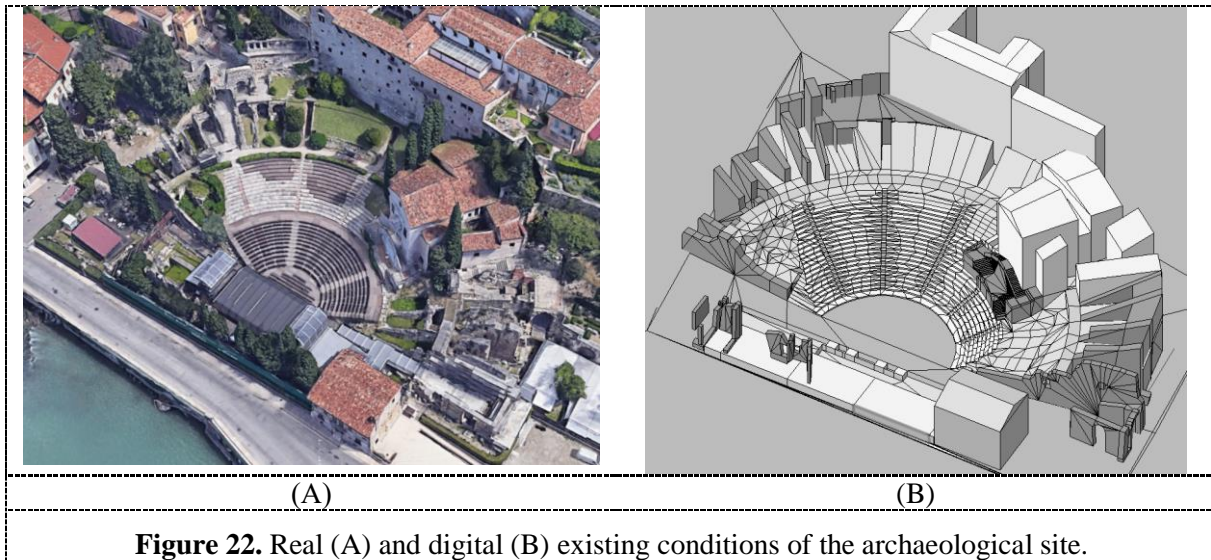 (A)
(B)
Figure 22. Real (A) and digital (B) existing conditions of the archaeological site.